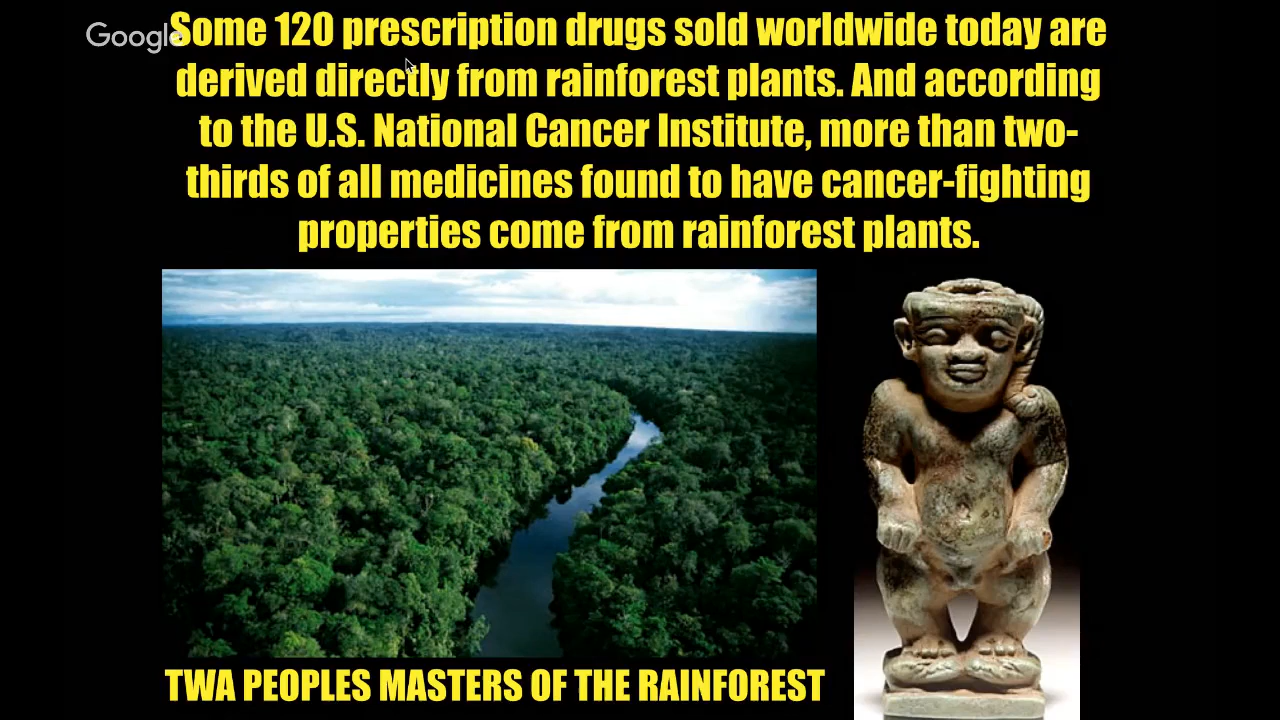 Google
Some 120 prescription drugs sold worldwide today are
derived directly from rainforest plants. And according
to the U.S. National Cancer Institute, more than two-
thirds of all medicines found to have cancer-fighting
properties come from rainforest plants.
TWA PEOPLES MASTERS OF THE RAINFOREST